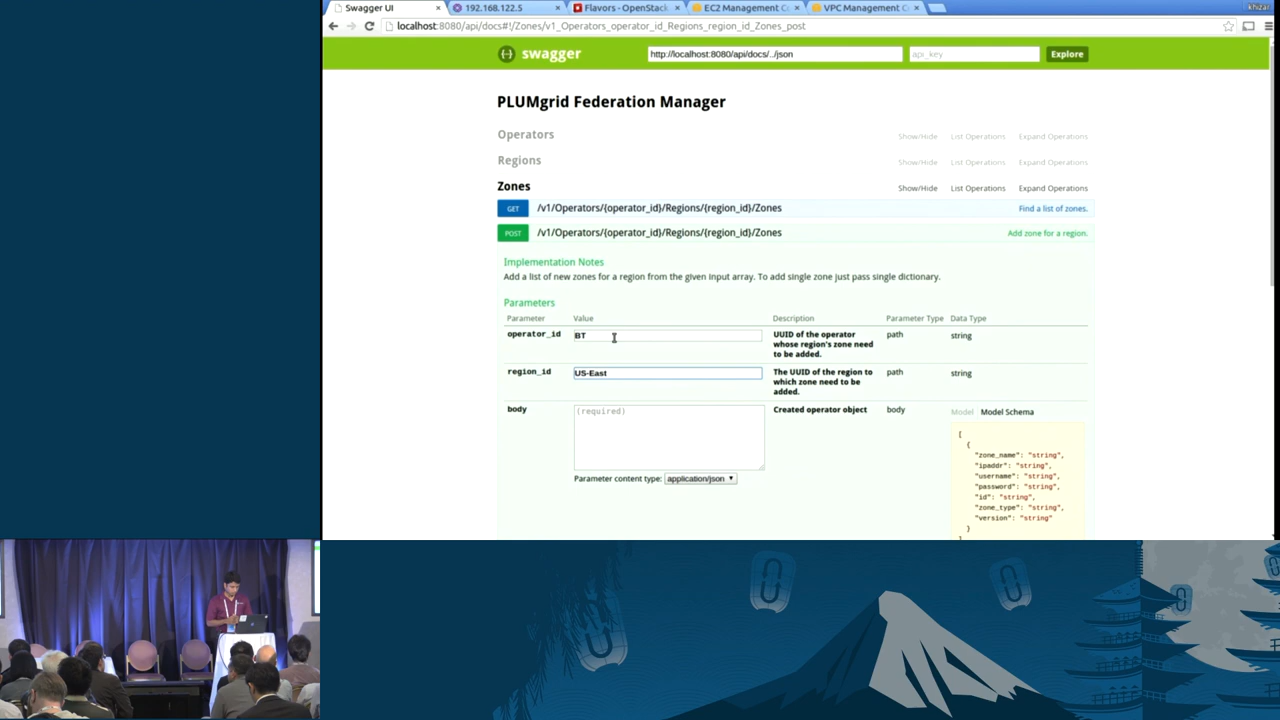 Swagger UI
192.168.122.5
Flavors - OpenStack
EC2 Management Co
VPC Management Co
khizar
localhost:8080/api/docs#!/Zones/v1_Operators_operator_id_Regions_region_id_Zones_post
swagger
http://localhost:8080/api/docs/../json
api_key
Explore
PLUMgrid Federation Manager
Operators
Show/Hide
List Operations
Expand Operations
Regions
Show/Hide
List Operations
Expand Operations
Zones
Show/Hide
List Operations
Expand Operations
GET
/v1/Operators/{operator_id}/Regions/{region_id}/Zones
Find a list of zones.
POST
/v1/Operators/{operator_id}/Regions/{region_id}/Zones
Add zone for a region.
Implementation Notes
Add a list of new zones for a region from the given input array. To add single zone just pass single dictionary.
Parameters
Parameter
Value
Description
Parameter Type
Data Type
operator_id
BT
UUID of the operator
whose region's zone need
to be added.
path
string
region_id
US-East
The UUID of the region to
which zone need to be
added.
path
string
body
(required)
Created operator object
body
Model
Model Schema
[
{
"zone_name": "string",
"ipaddr": "string",
"username": "string",
"password": "string",
"id": "string",
"zone_type": "string",
"version": "string"
}
Parameter content type:
application/json